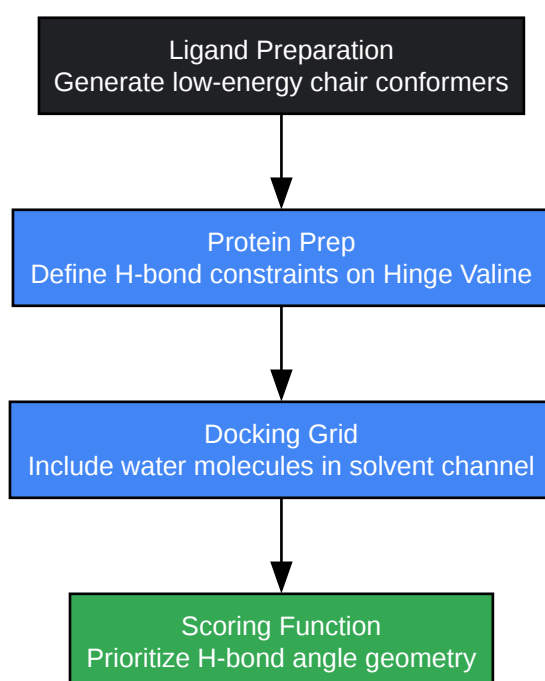 Ligand Preparation
Generate low-energy chair conformers
Protein Prep
Define H-bond constraints on Hinge Valine
Docking Grid
Include water molecules in solvent channel
Scoring Function
Prioritize H-bond angle geometry